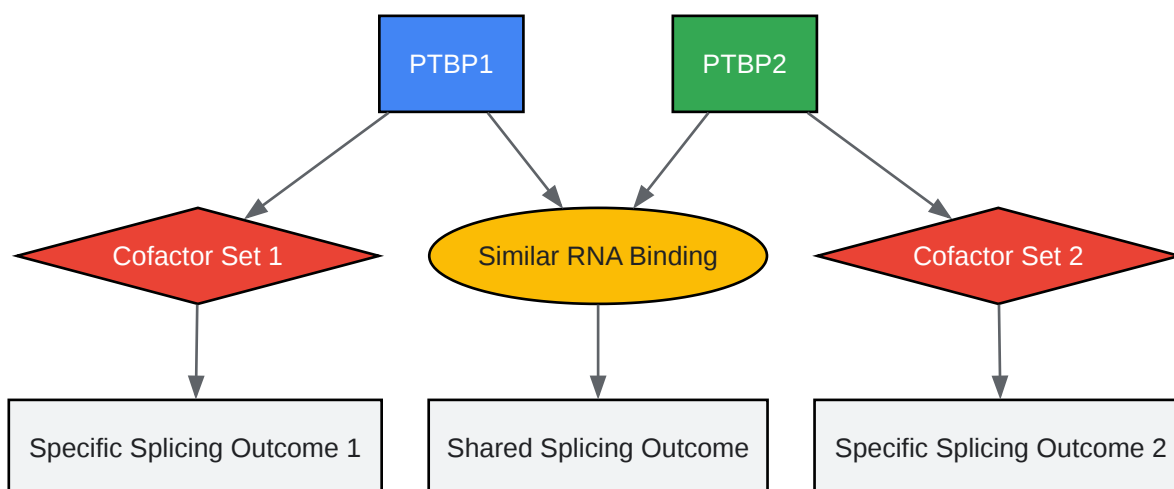 PTBP1
PTBP2
Cofactor Set 1
Similar RNA Binding
Cofactor Set 2
Specific Splicing Outcome 1
Shared Splicing Outcome
Specific Splicing Outcome 2